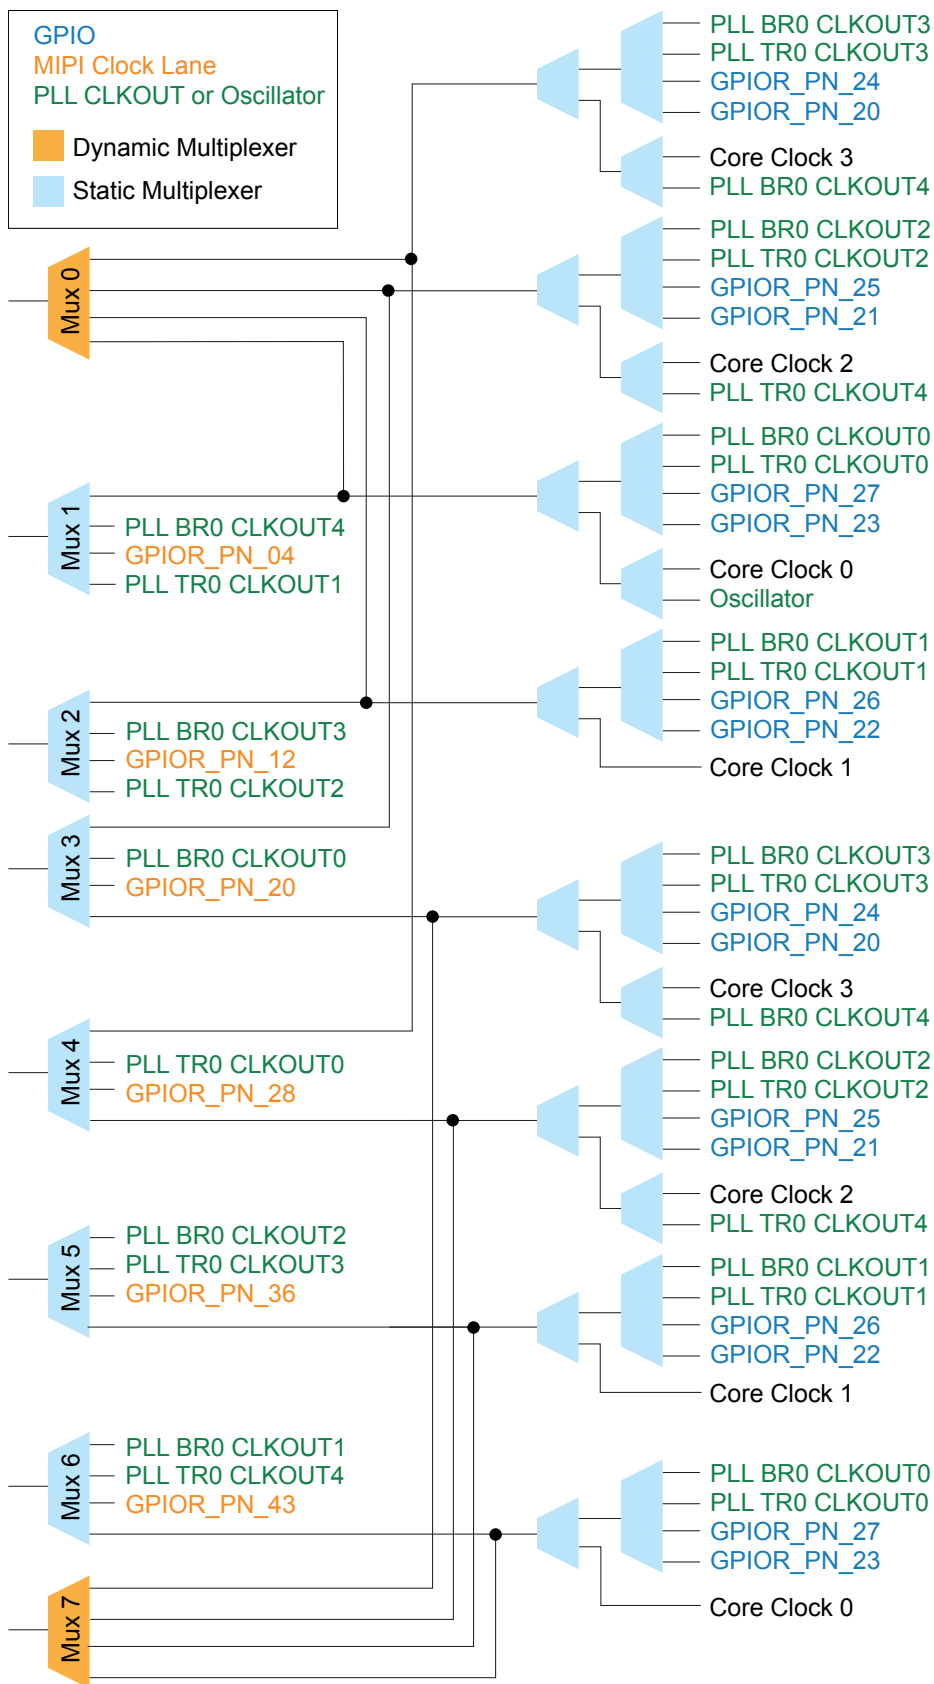 GPIO
MIPI Clock Lane
PLL CLKOUT or Oscillator
Dynamic Multiplexer
Static Multiplexer
PLL BR0 CLKOUT3
PLL TR0 CLKOUT3
GPIOR_PN_24
GPIOR_PN_20
Core Clock 3
PLL BR0 CLKOUT4
Mux 0
PLL BR0 CLKOUT2
PLL TR0 CLKOUT2
GPIOR_PN_25
GPIOR_PN_21
Core Clock 2
PLL TR0 CLKOUT4
Mux 1
PLL BR0 CLKOUT4
GPIOR_PN_04
PLL TR0 CLKOUT1
PLL BR0 CLKOUT0
PLL TR0 CLKOUT0
GPIOR_PN_27
GPIOR_PN_23
Core Clock 0
Oscillator
Mux 2
PLL BR0 CLKOUT3
GPIOR_PN_12
PLL TR0 CLKOUT2
PLL BR0 CLKOUT1
PLL TR0 CLKOUT1
GPIOR_PN_26
GPIOR_PN_22
Core Clock 1
Mux 3
PLL BR0 CLKOUT0
GPIOR_PN_20
PLL BR0 CLKOUT3
PLL TR0 CLKOUT3
GPIOR_PN_24
GPIOR_PN_20
Core Clock 3
PLL BR0 CLKOUT4
Mux 4
PLL TR0 CLKOUT0
GPIOR_PN_28
PLL BR0 CLKOUT2
PLL TR0 CLKOUT2
GPIOR_PN_25
GPIOR_PN_21
Core Clock 2
PLL TR0 CLKOUT4
Mux 5
PLL BR0 CLKOUT2
PLL TR0 CLKOUT3
GPIOR_PN_36
PLL BR0 CLKOUT1
PLL TR0 CLKOUT1
GPIOR_PN_26
GPIOR_PN_22
Core Clock 1
Mux 6
PLL BR0 CLKOUT1
PLL TR0 CLKOUT4
GPIOR_PN_43
PLL BR0 CLKOUT0
PLL TR0 CLKOUT0
GPIOR_PN_27
GPIOR_PN_23
Core Clock 0
Mux 7